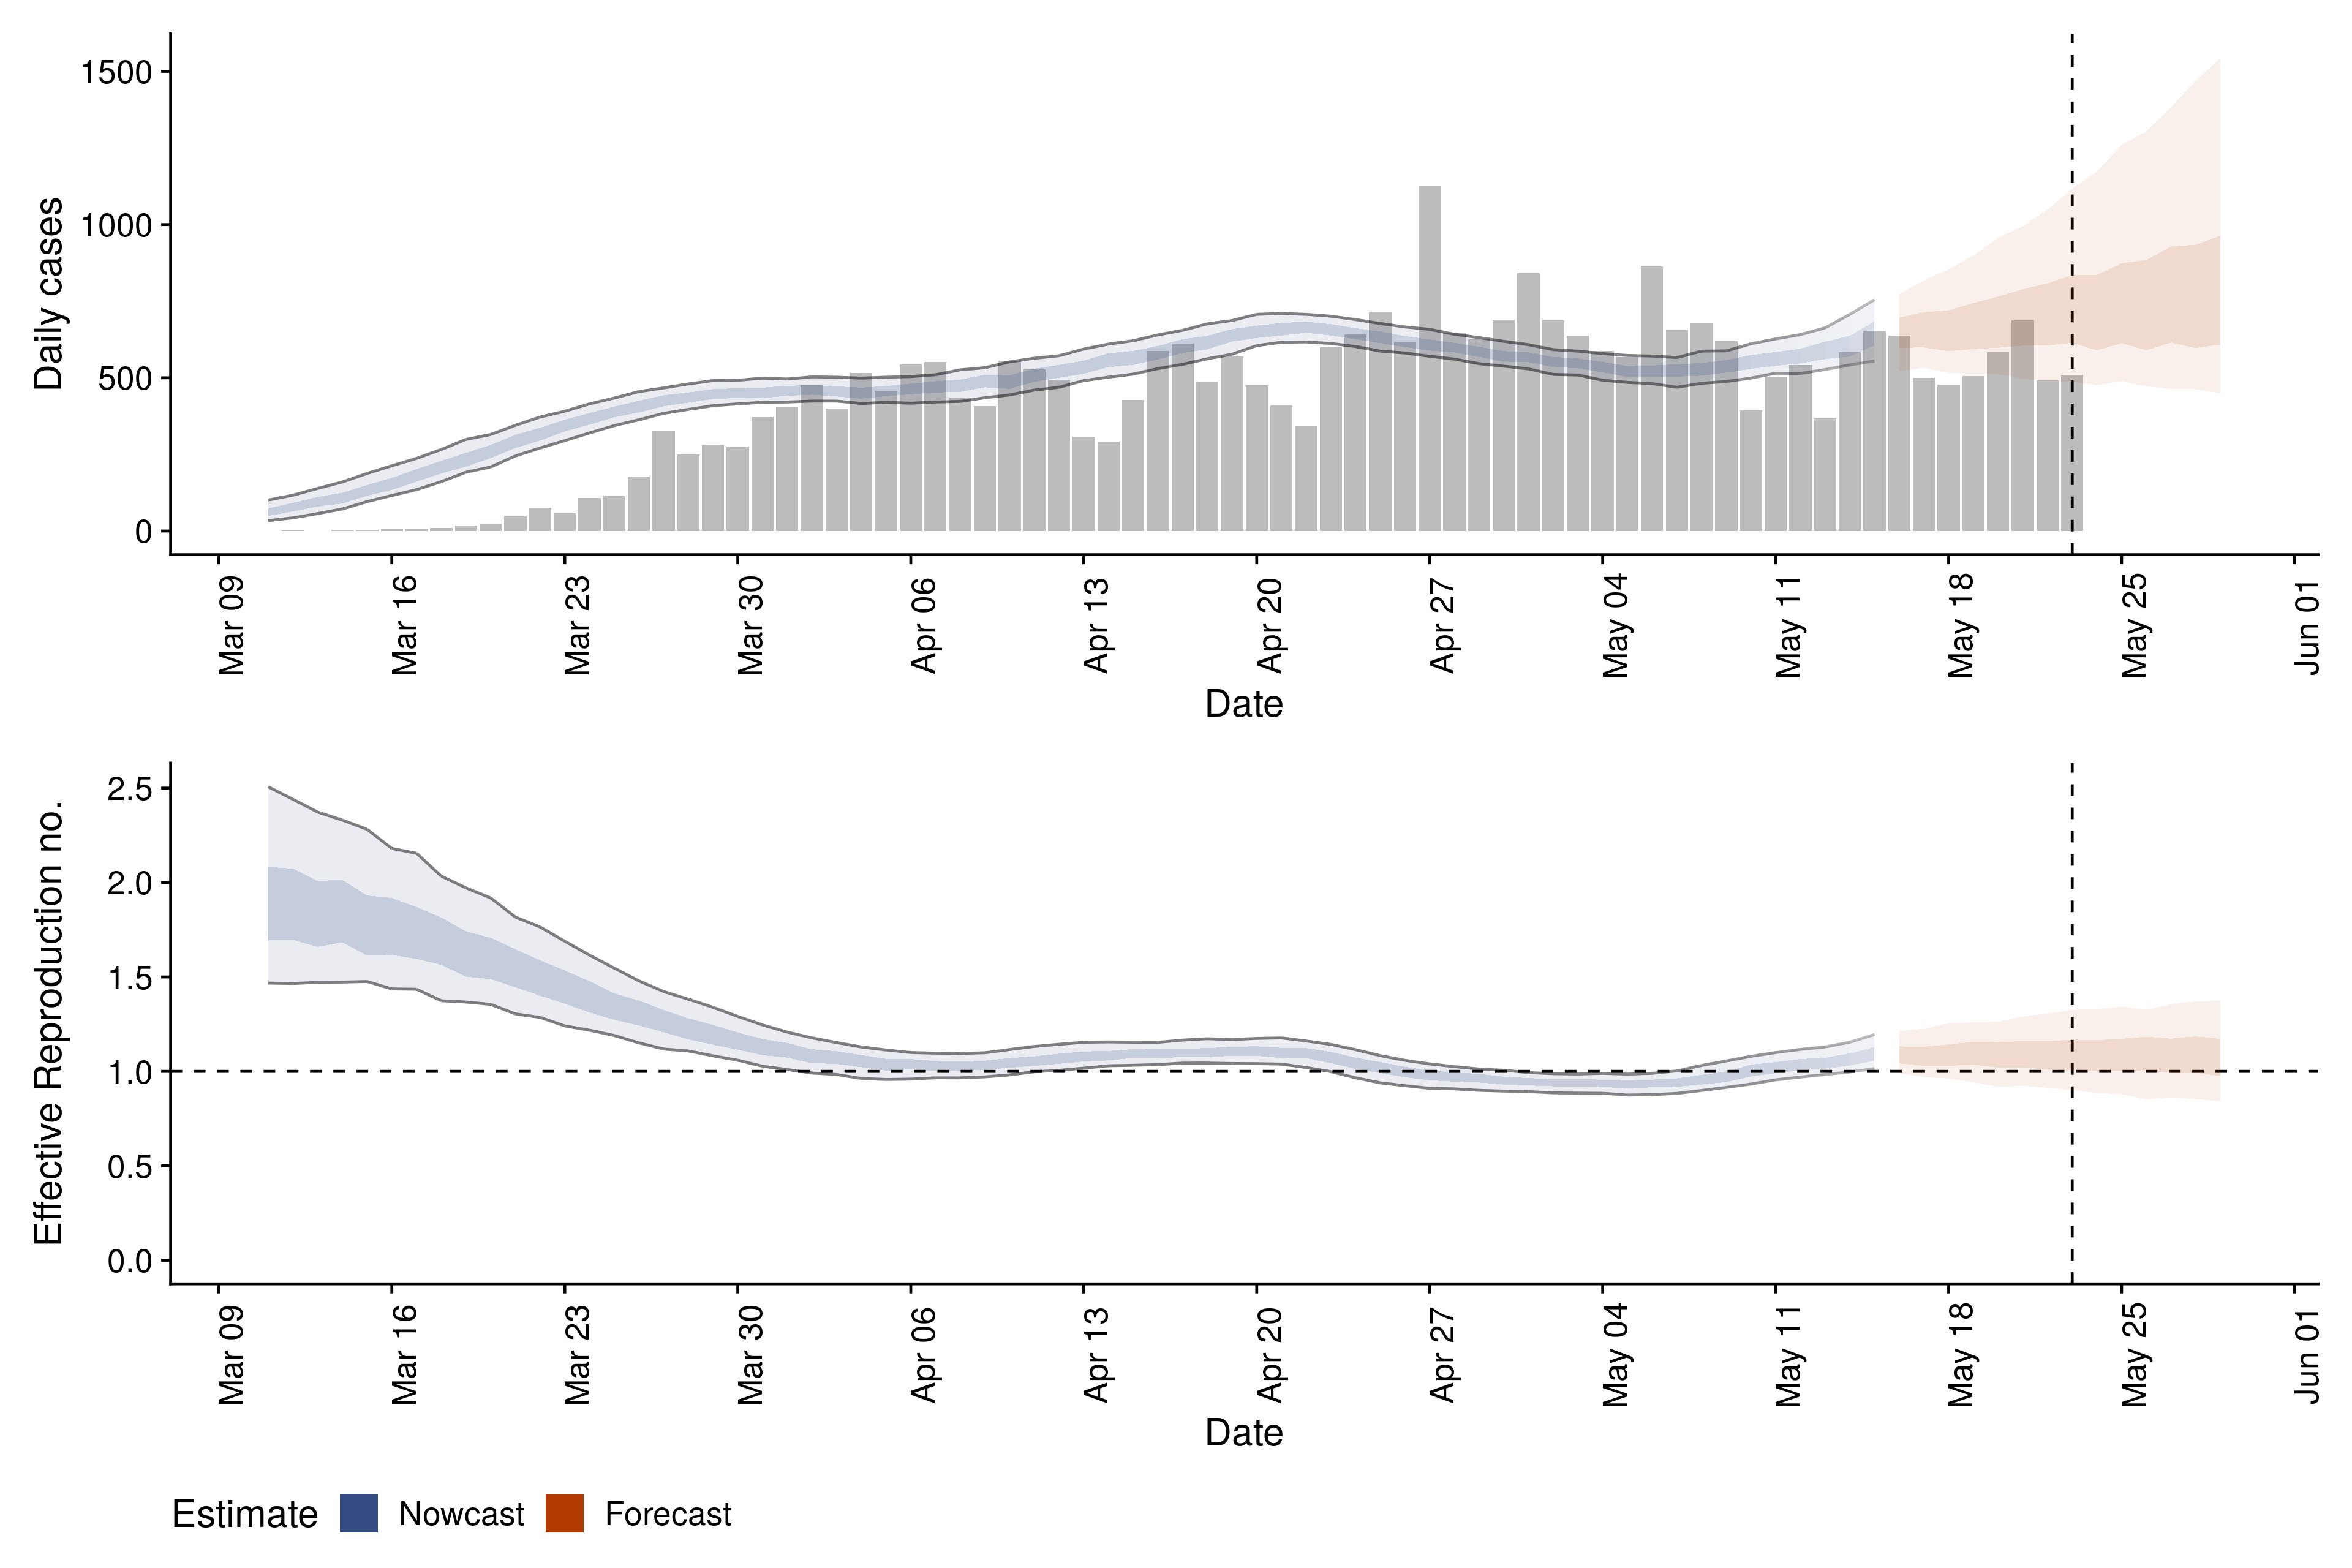 Daily cases
1500
1000
500
0
Mar 09
Mar 16
Mar 23
Mar 30
Apr 06
Apr 13
Apr 20
Apr 27
May 04
May 11
May 18
May 25
Jun 01
Date
Effective Reproduction no.
2.5
2.0
1.5
1.0
0.5
0.0
Mar 09
Mar 16
Mar 23
Mar 30
Apr 06
Apr 13
Apr 20
Apr 27
May 04
May 11
May 18
May 25
Jun 01
Date
Estimate Nowcast Forecast